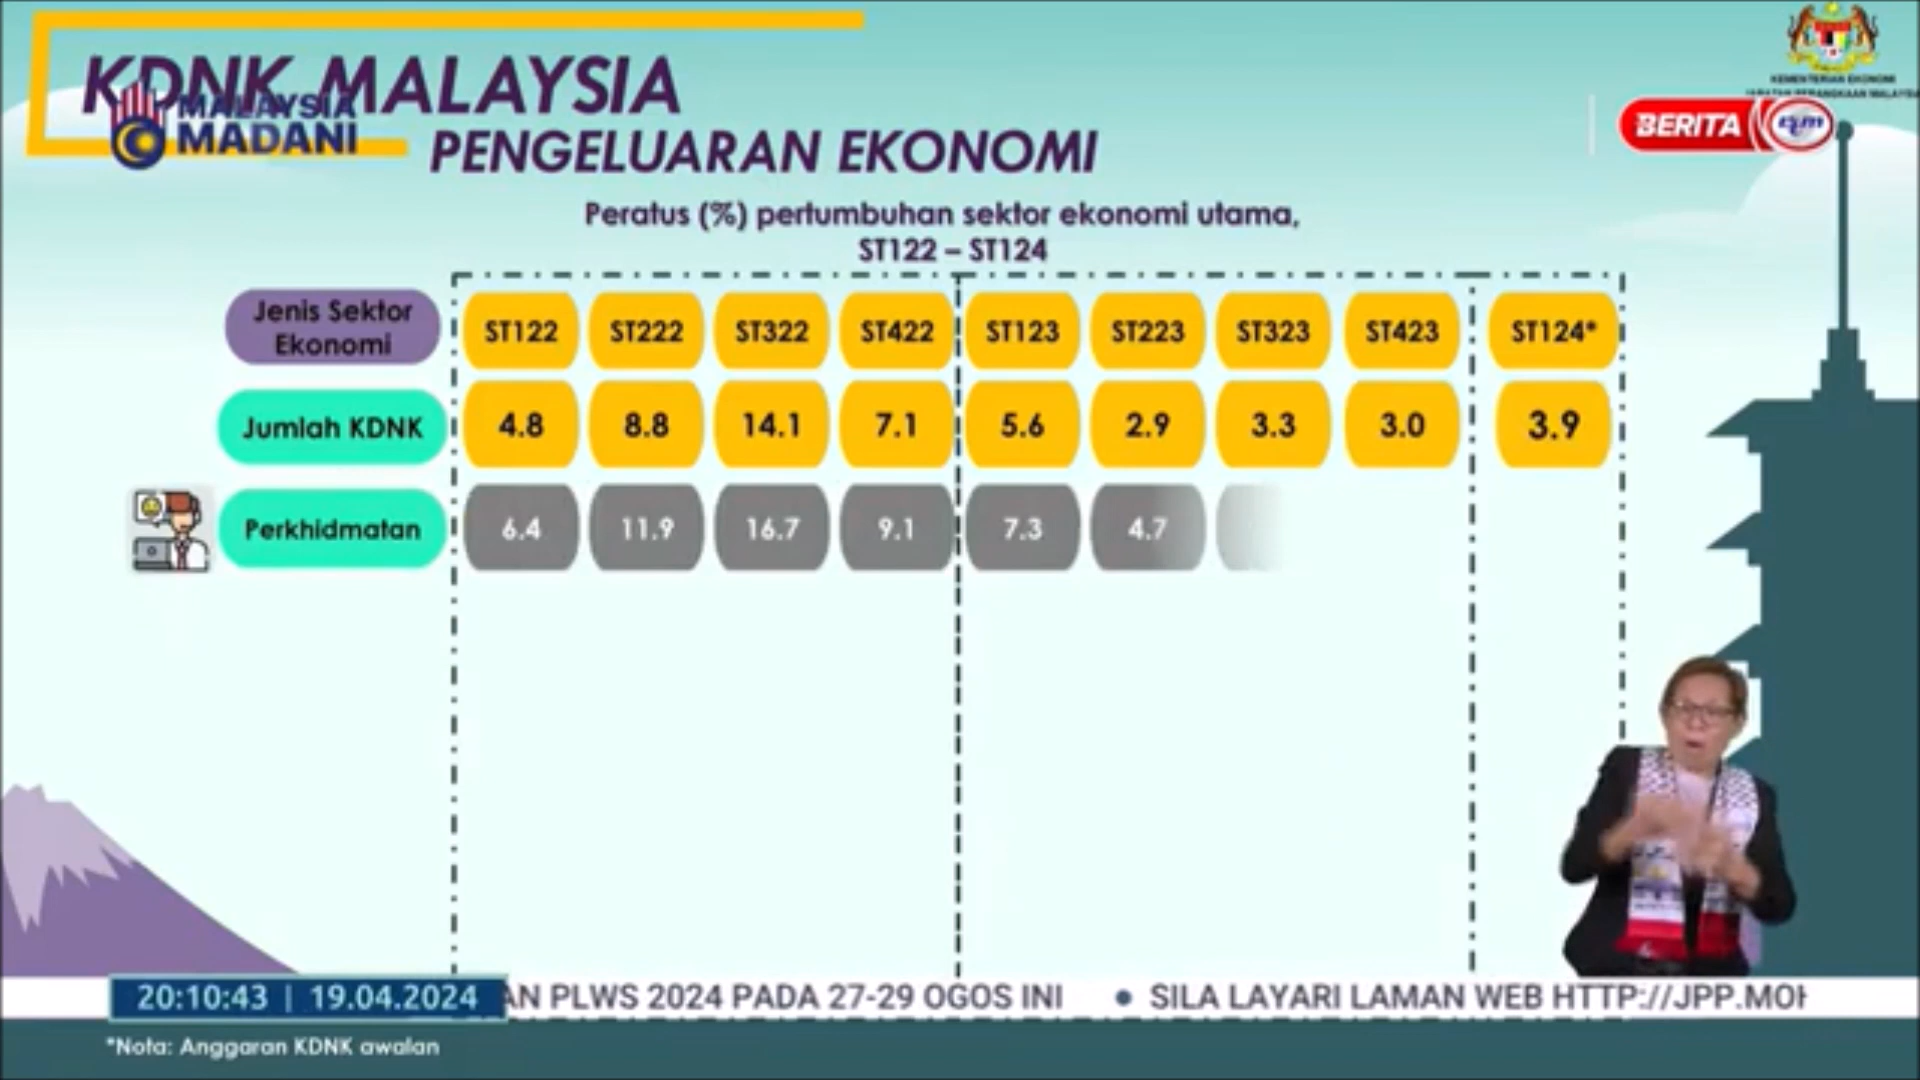 KDNK MALAYSIA
MALAYSIA
MADANI
PENGELUARAN EKONOMI
KEMENTERIAN EKONOMI
BERITA rtm
Peratus (%) pertumbuhan sektor ekonomi utama,
ST122 – ST124
Jenis Sektor
Ekonomi
ST122 ST222 ST322 ST422 ST123 ST223 ST323 ST423 ST124*
Jumlah KDNK 4.8 8.8 14.1 7.1 5.6 2.9 3.3 3.0 3.9
Perkhidmatan 6.4 11.9 16.7 9.1 7.3 4.7
20:10:43 | 19.04.2024 AN PLWS 2024 PADA 27-29 OGOS INI • SILA LAYARI LAMAN WEB HTTP://JPP.MOH
*Nota: Anggaran KDNK awalan